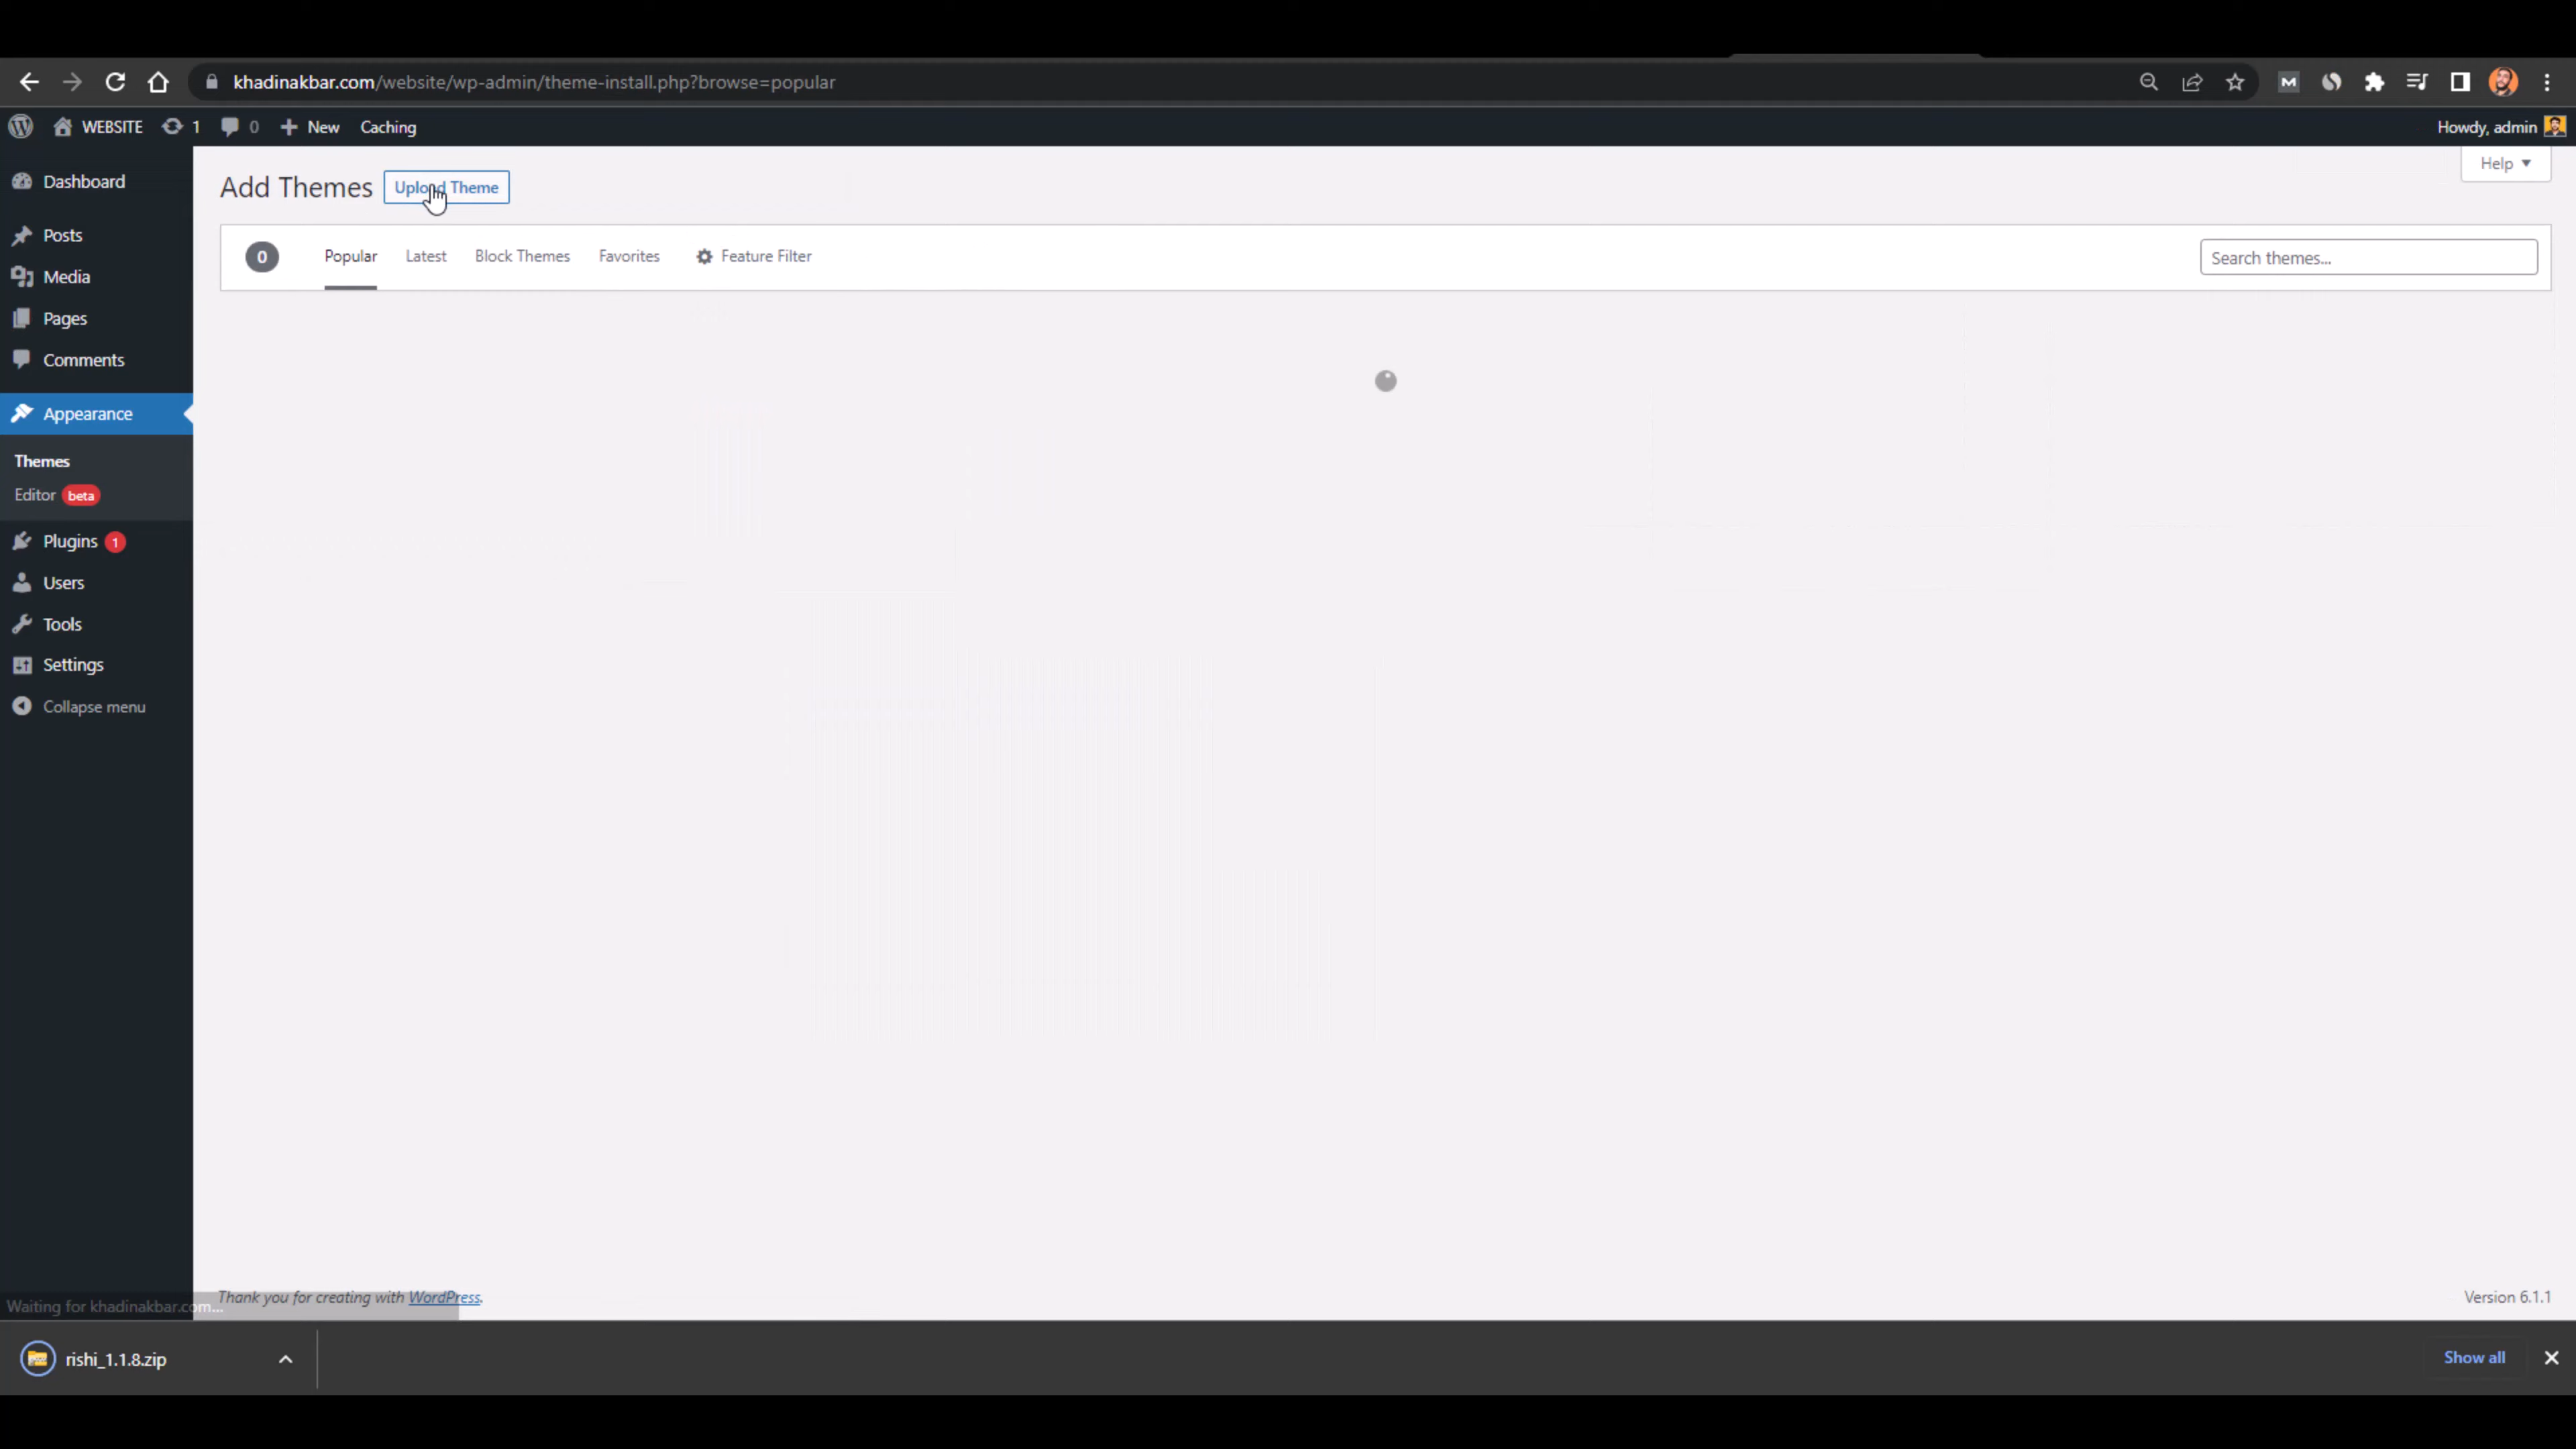 khadinakbar.com/website/wp-admin/theme-install.php?browse=popular
M
WEBSITE 1 0 New Caching Howdy, admin
Help
Dashboard
Posts
Media
Pages
Comments
Appearance
Themes
Editor beta
Plugins 1
Users
Tools
Settings
Collapse menu
Add Themes Upload Theme
0 Popular Latest Block Themes Favorites Feature Filter Search themes...
Thank you for creating with WordPress. Version 6.1.1
Waiting for khadinakbar.com...
rishi_1.1.8.zip Show all